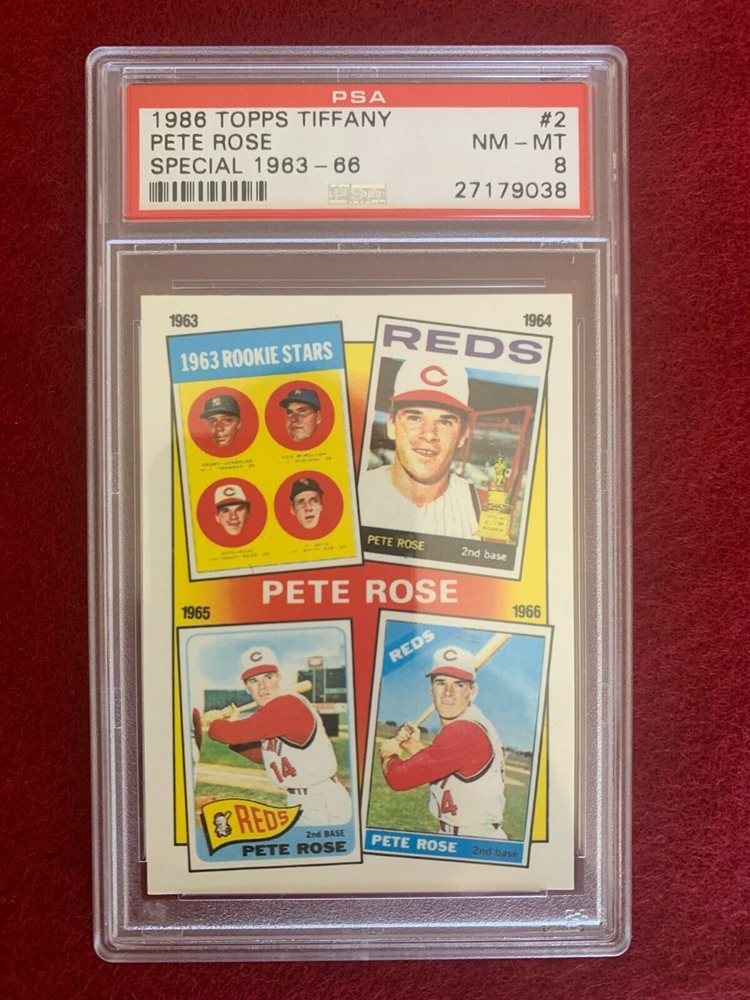 PSA
1986 TOPPS TIFFANY #2
PETE ROSE NM - MT
SPECIAL 1963 - 66 8
27179038
1963
1964
1963 ROOKIE STARS
REDS
C
PETE ROSE 2nd base
PETE ROSE
1965
1966
C
14
REDS
2nd BASE
PETE ROSE
REDS
C
4
PETE ROSE 2nd base